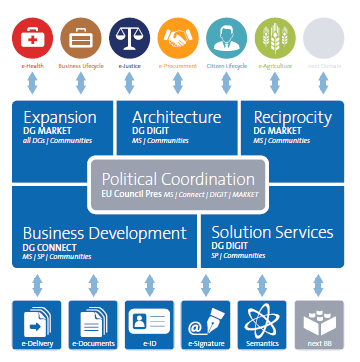 e-Health Business Lifecycle e-Justice e-Procurement Citizen Lifecycle e-Agriculture next Domain
Expansion
DG MARKET
all DGs | Communities
Architecture
DG DIGIT
MS | Communities
Reciprocity
DG MARKET
MS | Communities
Political Coordination
EU Council Pres MS | Connect | DIGIT | MARKET
Business Development
DG CONNECT
MS | SP | Communities
Solution Services
DG DIGIT
SP | Communities
e-Delivery e-Documents e-ID e-Signature Semantics next BB